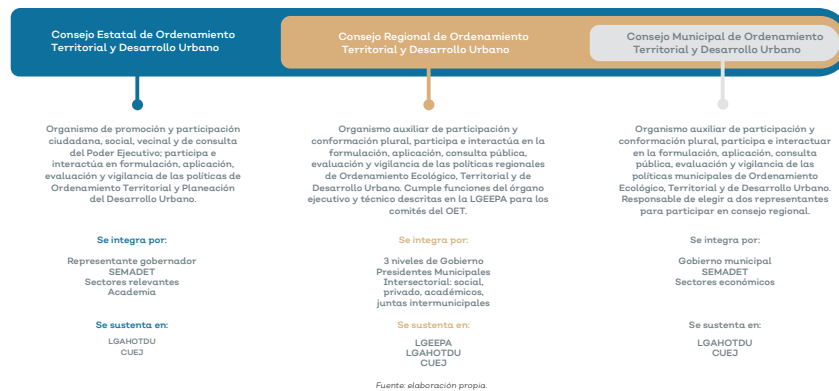 Consejo Estatal de Ordenamiento
Territorial y Desarrollo Urbano
Organismo de promoción y participación
ciudadana, social, vecinal y de consulta
del Poder Ejecutivo; participa e
interactúa en formulación, aplicación,
evaluación y vigilancia de las políticas de
Ordenamiento Territorial y Planeación
del Desarrollo Urbano.
Se integra por:
Representante gobernador
SEMADET
Sectores relevantes
Academia
Se sustenta en:
LGAHOTDU
CUEJ
Consejo Regional de Ordenamiento
Territorial y Desarrollo Urbano
Organismo auxiliar de participación y
conformación plural, participa e interactúa en la
formulación, aplicación, consulta pública,
evaluación y vigilancia de las políticas regionales
de Ordenamiento Ecológico, Territorial y de
Desarrollo Urbano. Cumple funciones del órgano
ejecutivo y técnico descritas en la LGEEPA para los
comités del OET.
Se integra por:
3 niveles de Gobierno
Presidentes Municipales
Intersectorial: social,
privado, académicos,
juntas intermunicipales
Se sustenta en:
LGEEPA
LGAHOTDU
CUEJ
Consejo Municipal de Ordenamiento
Territorial y Desarrollo Urbano
Organismo auxiliar de participación y
conformación plural, participa e interactuar
en la formulación, aplicación, consulta
pública, evaluación y vigilancia de las
políticas municipales de Ordenamiento
Ecológico, Territorial y de Desarrollo Urbano.
Responsable de elegir a dos representantes
para participar en consejo regional.
Se integra por:
Gobierno municipal
SEMADET
Sectores económicos
Se sustenta en:
LGAHOTDU
CUEJ
Fuente: elaboración propia.